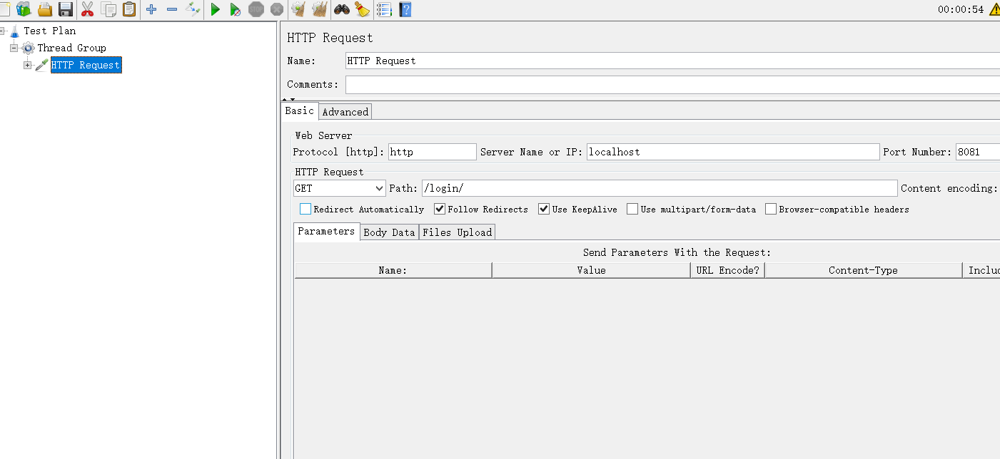 STOP
00:00:54
Test Plan
Thread Group
HTTP Request
HTTP Request
Name: HTTP Request
Comments:
Basic Advanced
Web Server
Protocol [http]: http Server Name or IP: localhost Port Number: 8081
HTTP Request
GET Path: /login/ Content encoding:
Redirect Automatically Follow Redirects Use KeepAlive Use multipart/form-data Browser-compatible headers
Parameters Body Data Files Upload
Send Parameters With the Request:
Name: Value URL Encode? Content-Type Includ